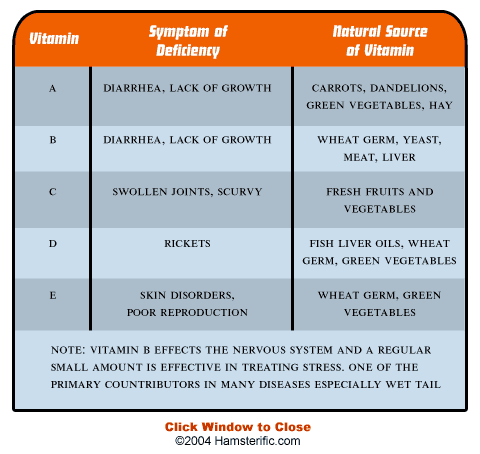 Vitamin
Symptom of
Deficiency
Natural Source
of Vitamin
A
DIARRHEA, LACK OF GROWTH
CARROTS, DANDELIONS,
GREEN VEGETABLES, HAY
B
DIARRHEA, LACK OF GROWTH
WHEAT GERM, YEAST,
MEAT, LIVER
C
SWOLLEN JOINTS, SCURVY
FRESH FRUITS AND
VEGETABLES
D
RICKETS
FISH LIVER OILS, WHEAT
GERM, GREEN VEGETABLES
E
SKIN DISORDERS,
POOR REPRODUCTION
WHEAT GERM, GREEN
VEGETABLES
NOTE: VITAMIN B EFFECTS THE NERVOUS SYSTEM AND A REGULAR
SMALL AMOUNT IS EFFECTIVE IN TREATING STRESS. ONE OF THE
PRIMARY COUNTRIBUTORS IN MANY DISEASES ESPECIALLY WET TAIL
Click Window to Close
©2004 Hamsterific.com